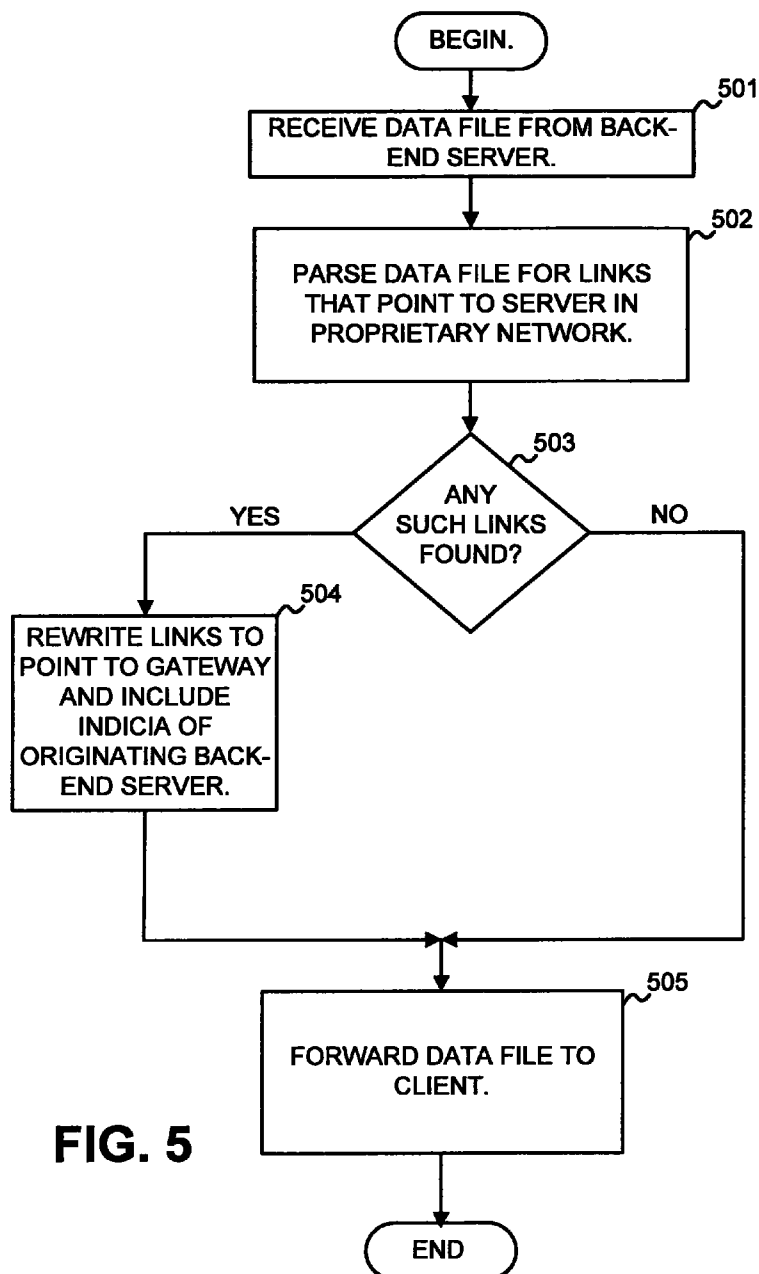 BEGIN.
501
RECEIVE DATA FILE FROM BACK-
END SERVER.
502
PARSE DATA FILE FOR LINKS
THAT POINT TO SERVER IN
PROPRIETARY NETWORK.
503
ANY
SUCH LINKS
FOUND?
YES
NO
504
REWRITE LINKS TO
POINT TO GATEWAY
AND INCLUDE
INDICIA OF
ORIGINATING BACK-
END SERVER.
505
FORWARD DATA FILE TO
CLIENT.
FIG. 5
END